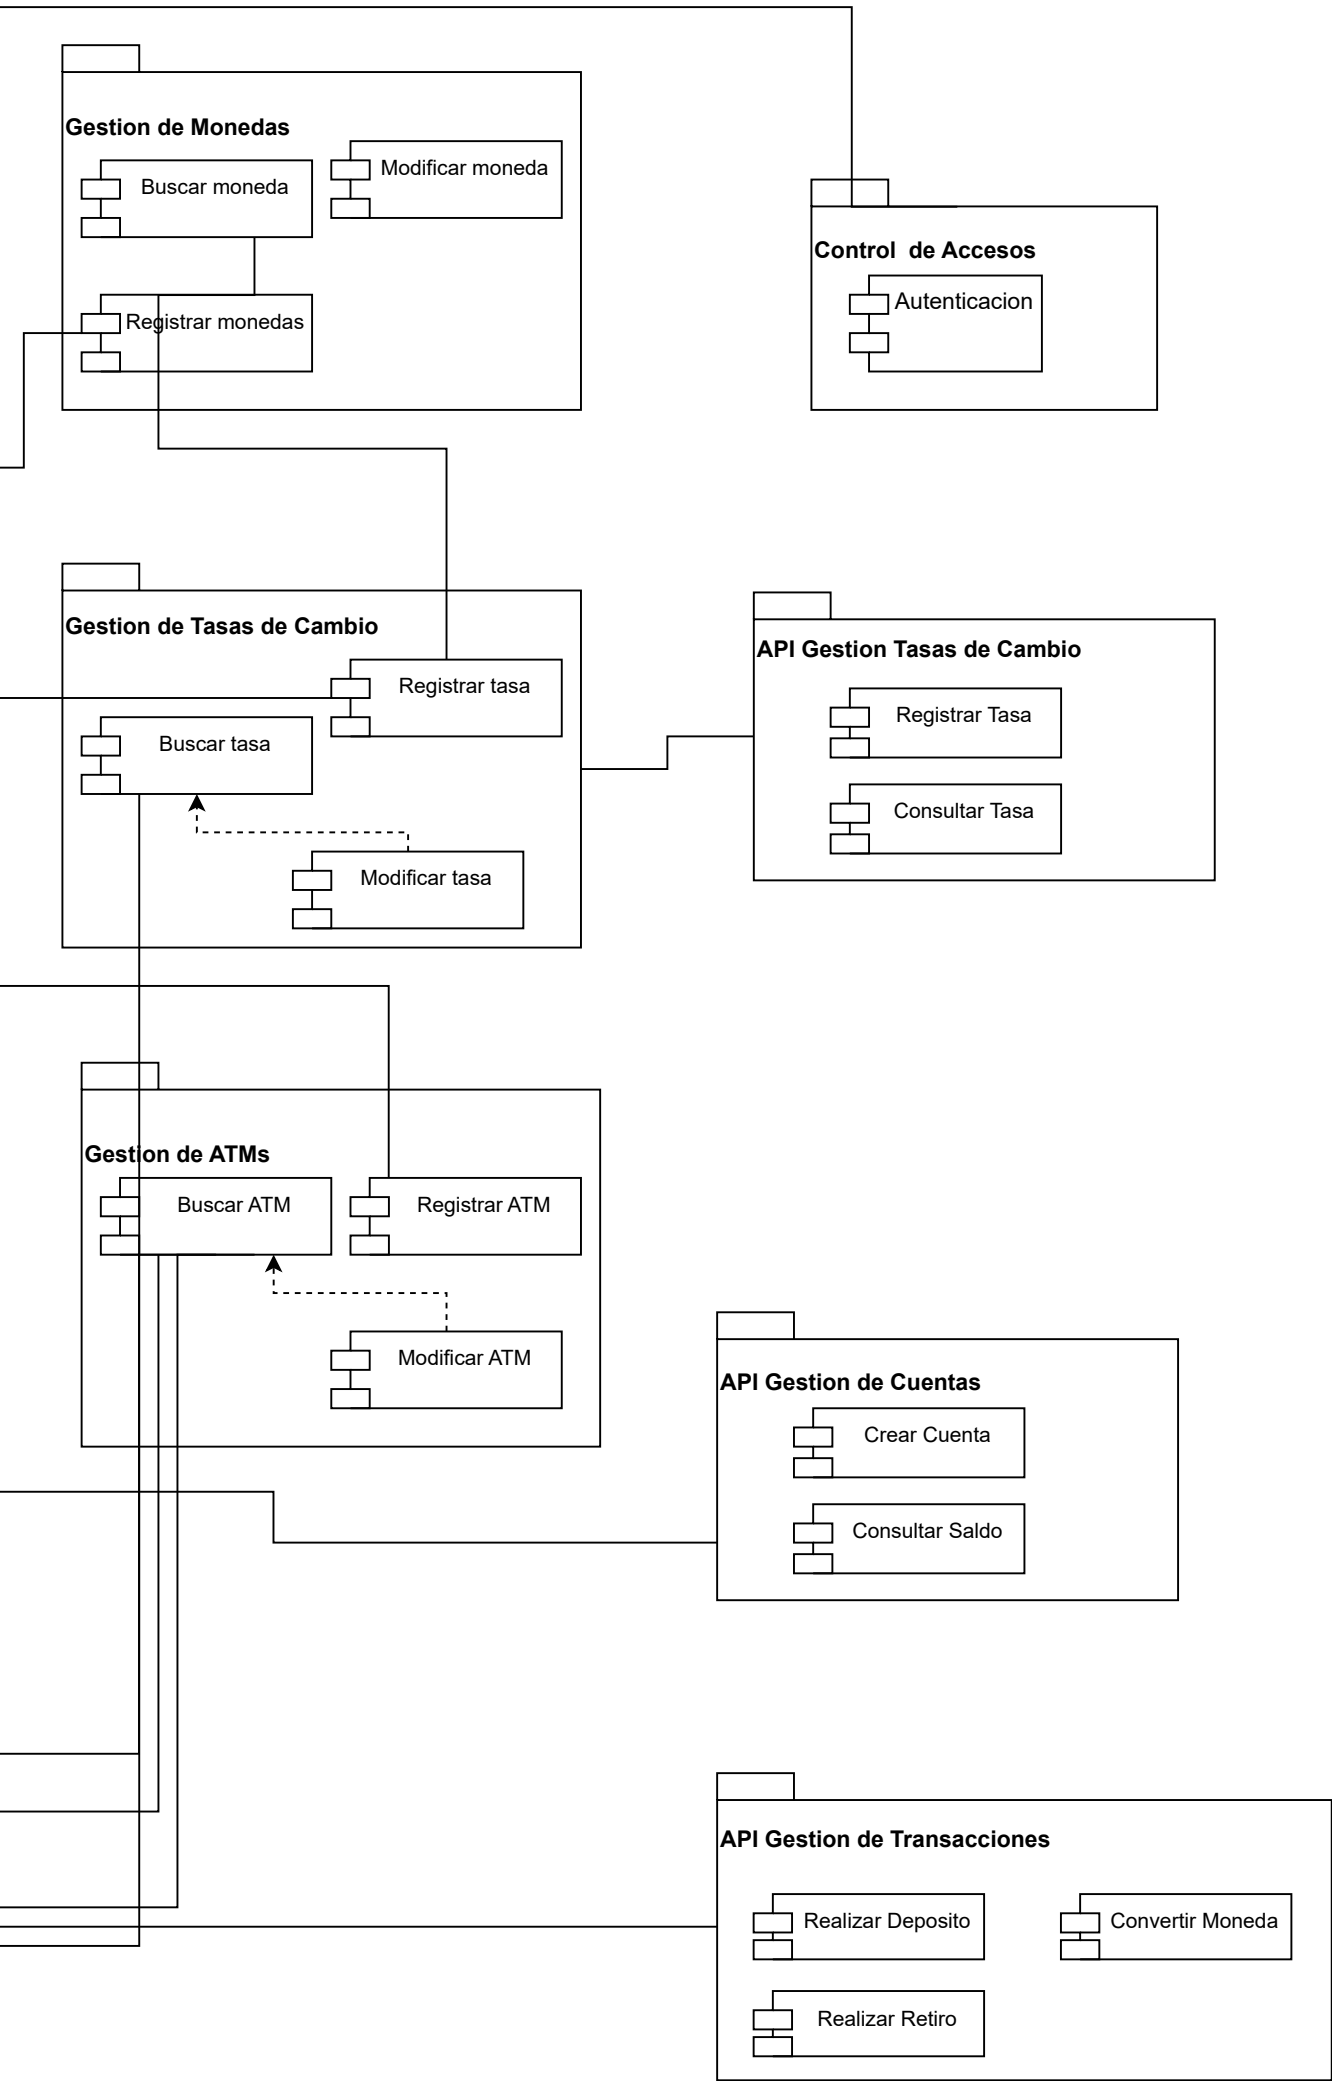 Gestion de Monedas
Buscar moneda
Modificar moneda
Registrar monedas
Control de Accesos
Autenticacion
Gestion de Tasas de Cambio
Registrar tasa
Buscar tasa
Modificar tasa
API Gestion Tasas de Cambio
Registrar Tasa
Consultar Tasa
Gestion de ATMs
Buscar ATM
Registrar ATM
Modificar ATM
API Gestion de Cuentas
Crear Cuenta
Consultar Saldo
API Gestion de Transacciones
Realizar Deposito
Convertir Moneda
Realizar Retiro